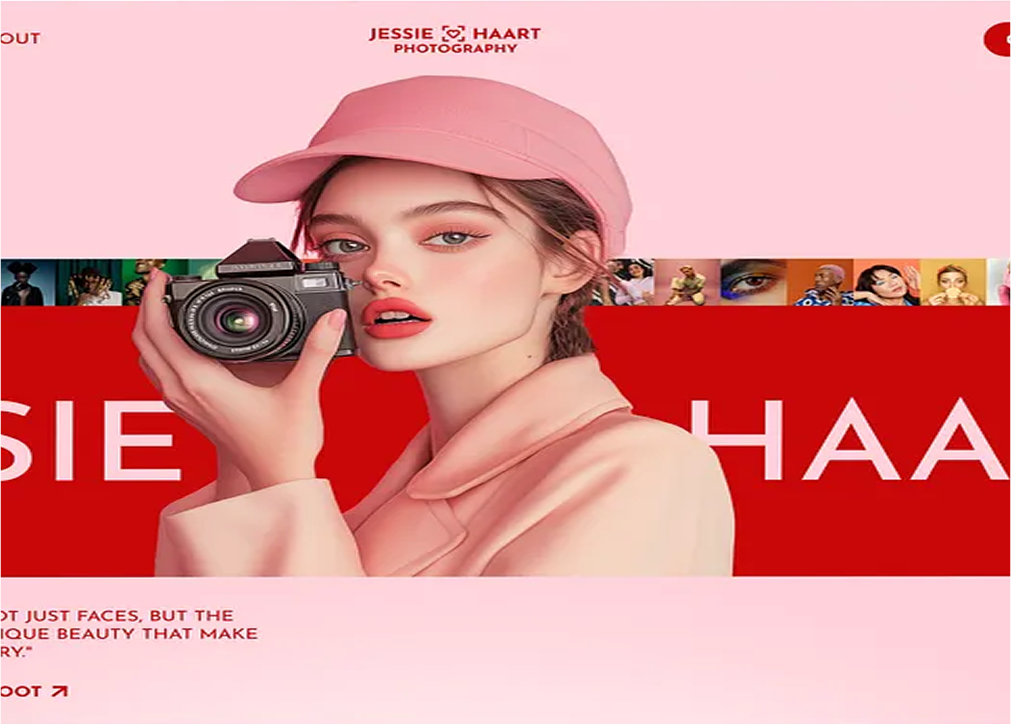 OUT
JESSIE HAART
PHOTOGRAPHY
SIE HAA
OT JUST FACES, BUT THE
IQUE BEAUTY THAT MAKE
RY."
OOT